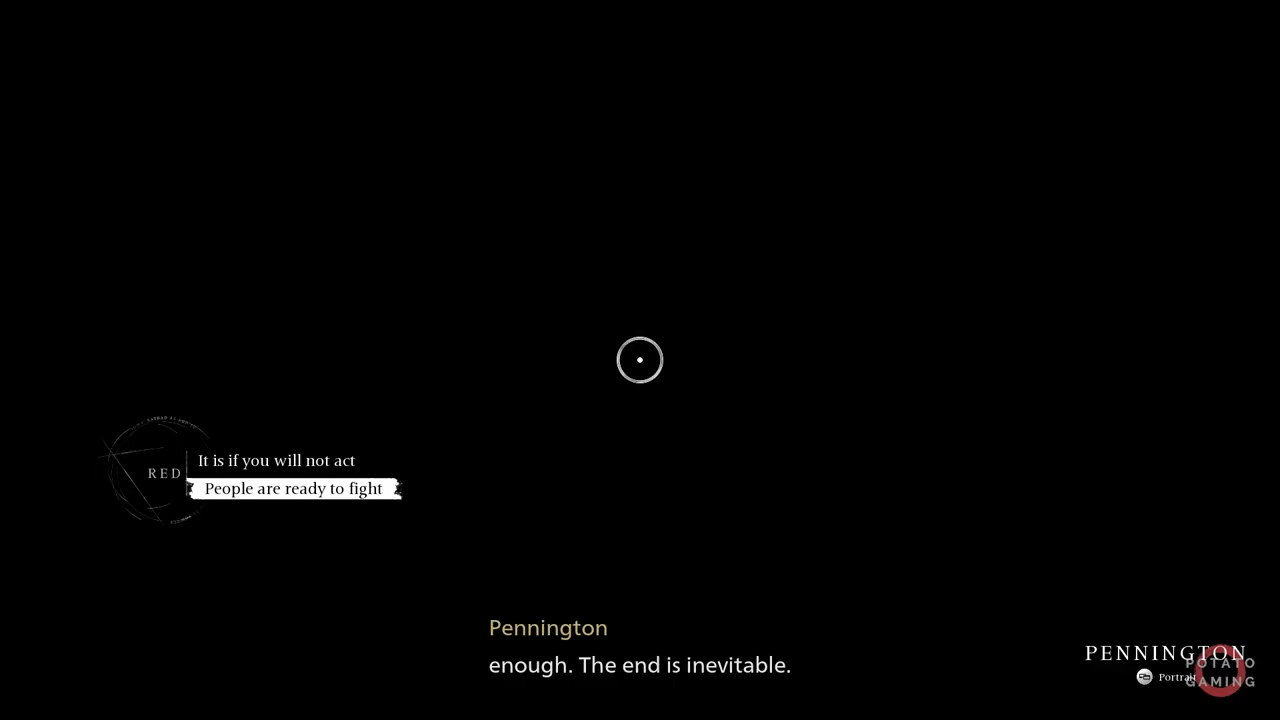 RED
It is if you will not act
People are ready to fight
Pennington
enough. The end is inevitable.
PENNINGTON
Portrait
POTATO
GAMING